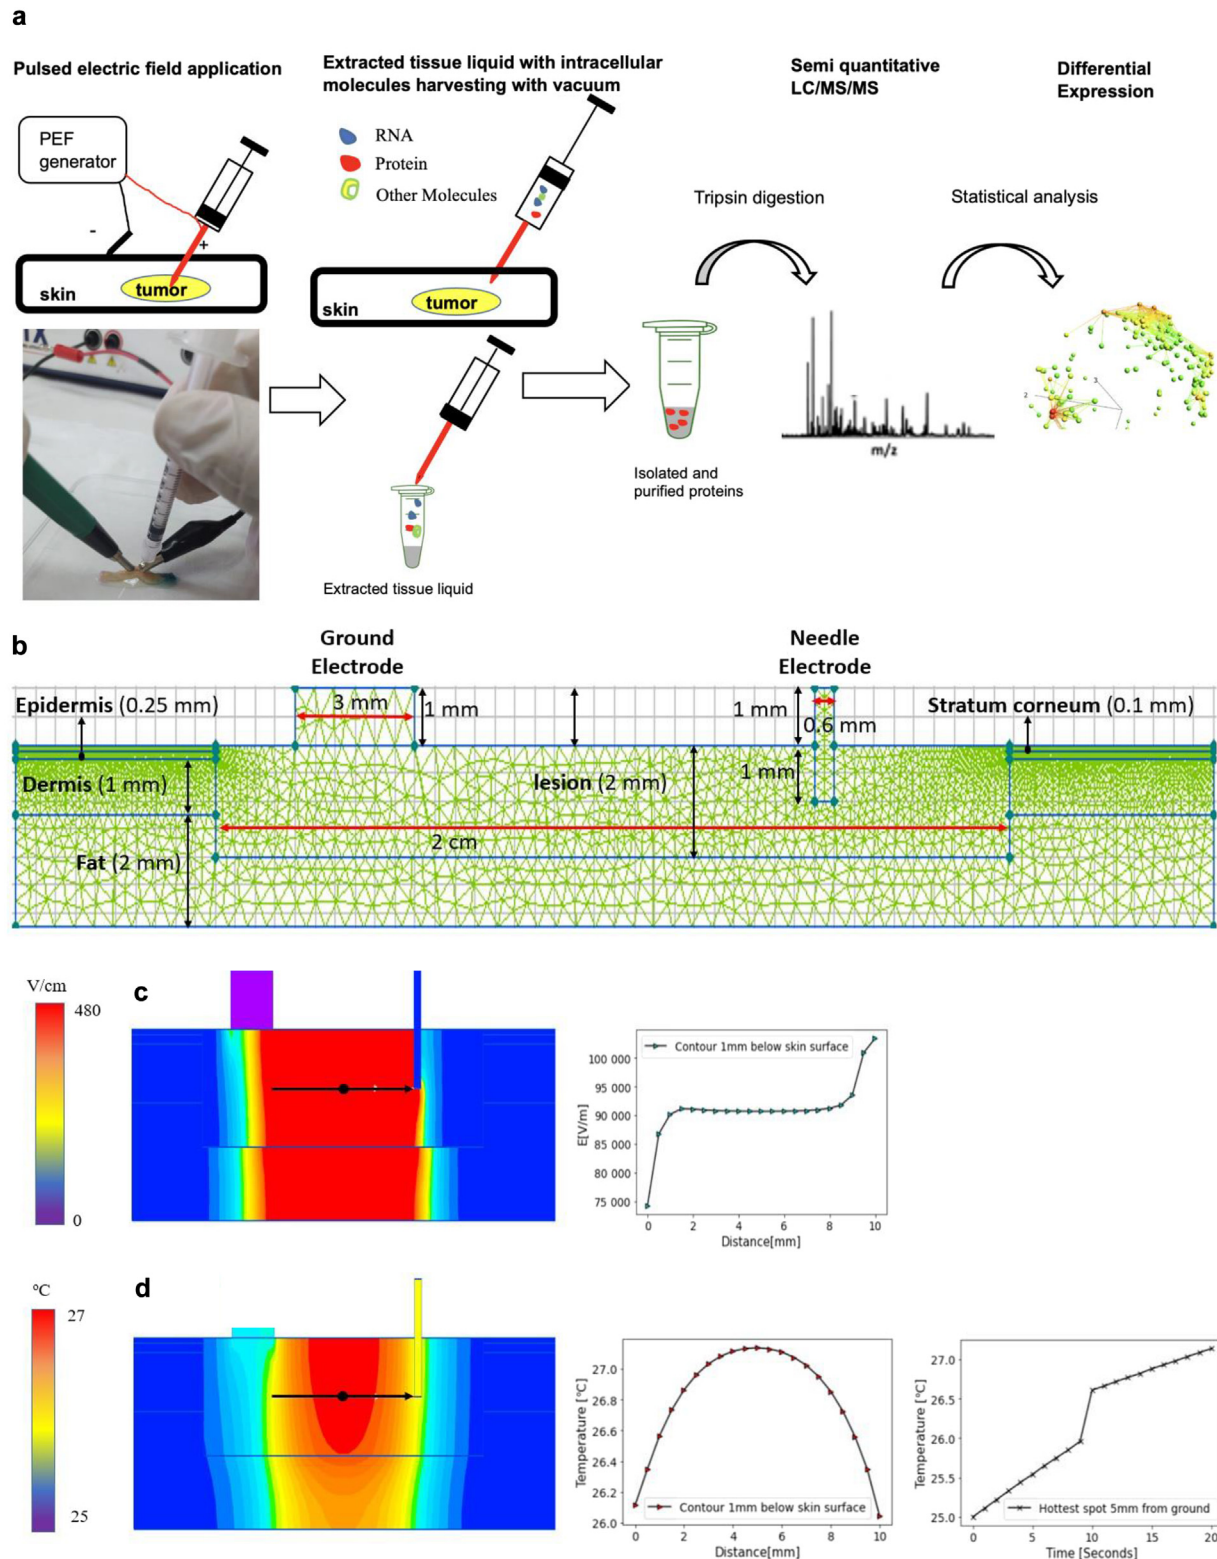 a
Pulsed electric field application
Extracted tissue liquid with intracellular
molecules harvesting with vacuum
Semi quantitative
LC/MS/MS
Differential
Expression
PEF
generator
RNA
Protein
Other Molecules
Tripsin digestion
Statistical analysis
-
+
skin
tumor
skin
tumor
2
3
m/z
Isolated and
purified proteins
Extracted tissue liquid
b
Ground
Electrode
Needle
Electrode
Epidermis (0.25 mm)
3 mm
1 mm
1 mm
0.6 mm
Stratum corneum (0.1 mm)
Dermis (1 mm)
lesion (2 mm)
1 mm
2 cm
Fat (2 mm)
V/cm
480
0
c
Contour 1mm below skin surface
100 000
95 000
90 000
85 000
80 000
75 000
E[V/m]
0 2 4 6 8 10
Distance[mm]
ºC
27
25
d
27.0
26.8
26.6
26.4
26.2
26.0
Temperature [°C]
Contour 1mm below skin surface
0 2 4 6 8 10
Distance[mm]
27.0
26.5
26.0
25.5
25.0
Temperature [°C]
Hottest spot 5mm from ground
0 5 10 15 20
Time [Seconds]